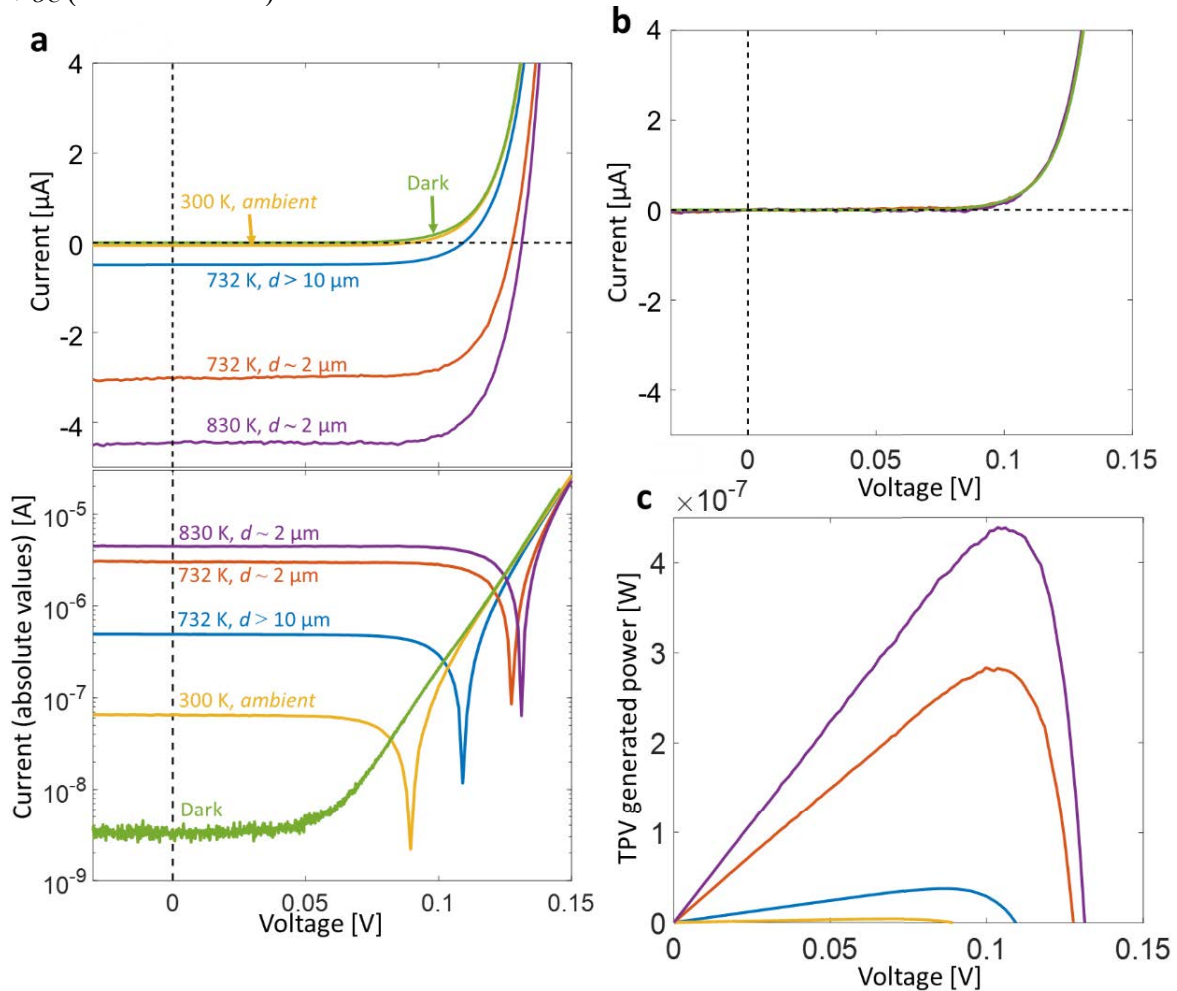 a
4
2
0
-2
-4
Current [μA]
300 K, ambient
Dark
732 K, d > 10 μm
732 K, d ~ 2 μm
830 K, d ~ 2 μm
10⁻⁵
10⁻⁶
10⁻⁷
10⁻⁸
10⁻⁹
Current (absolute values) [A]
830 K, d ~ 2 μm
732 K, d ~ 2 μm
732 K, d > 10 μm
300 K, ambient
Dark
0 0.05 0.1 0.15
Voltage [V]
b
4
2
0
-2
-4
Current [μA]
0 0.05 0.1 0.15
Voltage [V]
c ×10⁻⁷
4
3
2
1
0
TPV generated power [W]
0 0.05 0.1 0.15
Voltage [V]